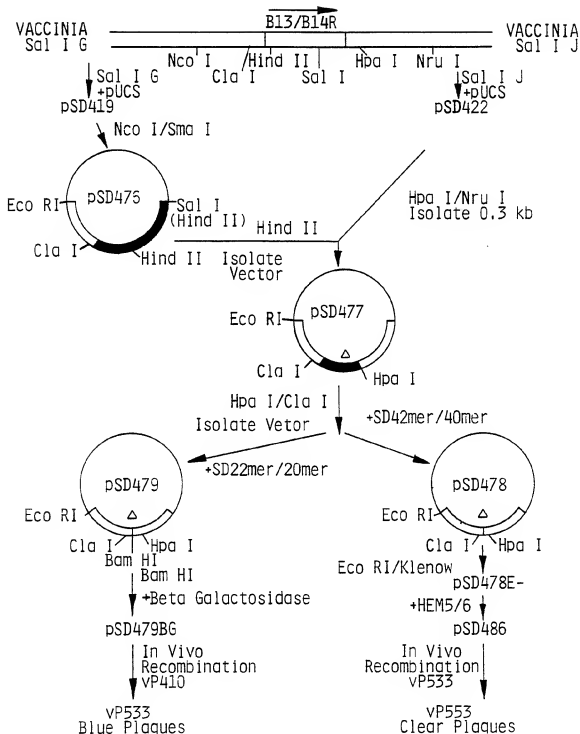 B13/B14R
VACCINIA
Sal I G
VACCINIA
Sal I J
Nco I
Cla I
Hind II
Sal I
Hpa I
Nru I
Sal I G
+pUCS
pSD419
Sal I J
+pUCS
pSD422
Nco I/Sma I
pSD475
Eco RI
Sal I
(Hind II)
Cla I
Hind II
Hind II
Isolate
Vector
Hpa I/Nru I
Isolate 0.3 kb
pSD477
Eco RI
△
Cla I
Hpa I
Hpa I/Cla I
Isolate Vetor
+SD42mer/40mer
+SD22mer/20mer
pSD479
Eco RI
△
Cla I
Hpa I
Bam HI
Bam HI
+Beta Galactosidase
pSD479BG
In Vivo
Recombination
vP410
vP533
Blue Plaques
pSD478
Eco RI
△
Cla I
Hpa I
Eco RI/Klenow
pSD478E-
+HEM5/6
pSD486
In Vivo
Recombination
vP533
vP553
Clear Plaques